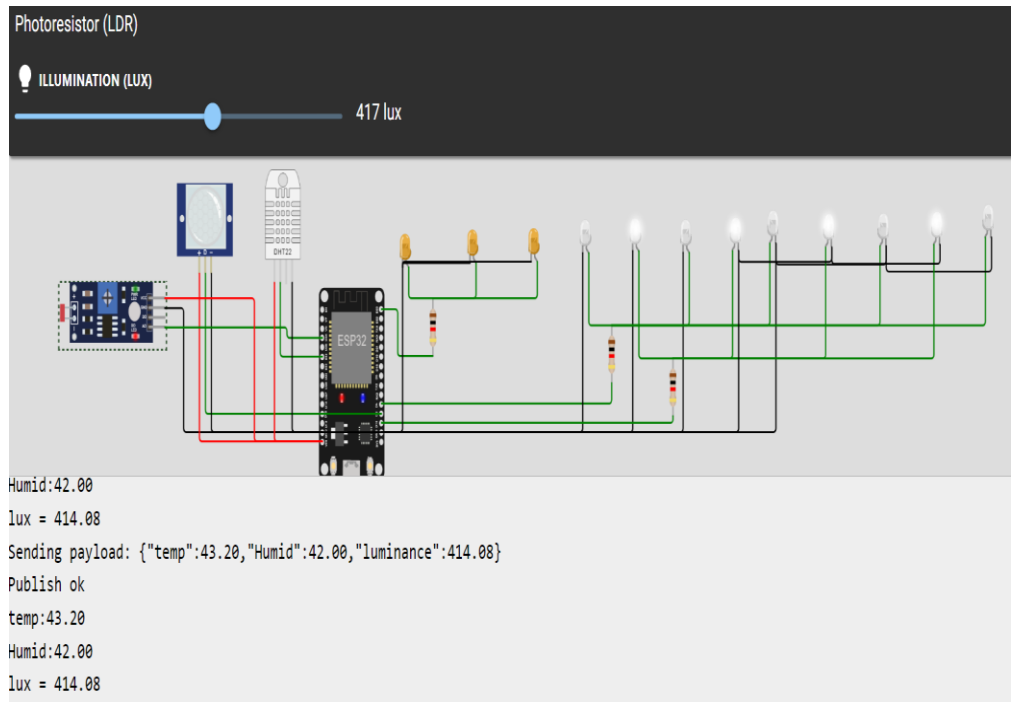 Photoresistor (LDR)
ILLUMINATION (LUX)
417 lux
DHT22
ESP32
Humid:42.00
lux = 414.08
Sending payload: {"temp":43.20,"Humid":42.00,"luminance":414.08}
Publish ok
temp:43.20
Humid:42.00
lux = 414.08